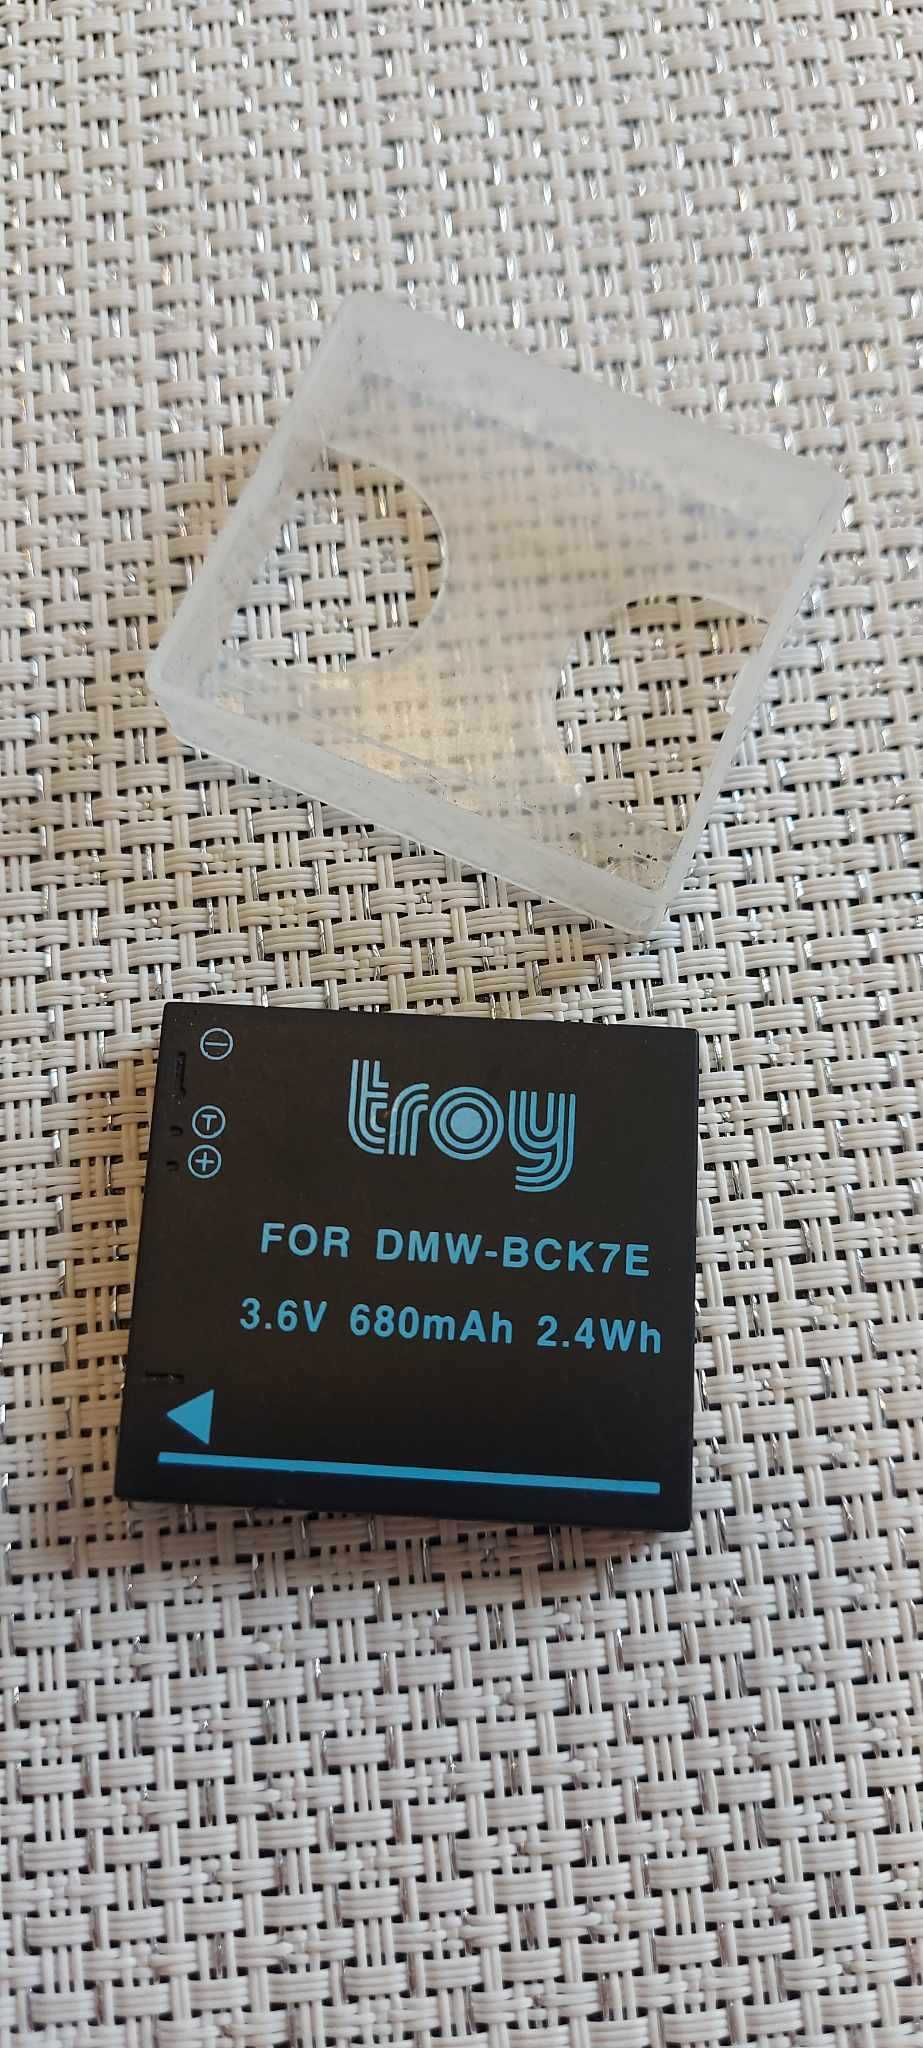 troy
FOR DMW-BCK7E
3.6V 680mAh 2.4Wh
−
T
+